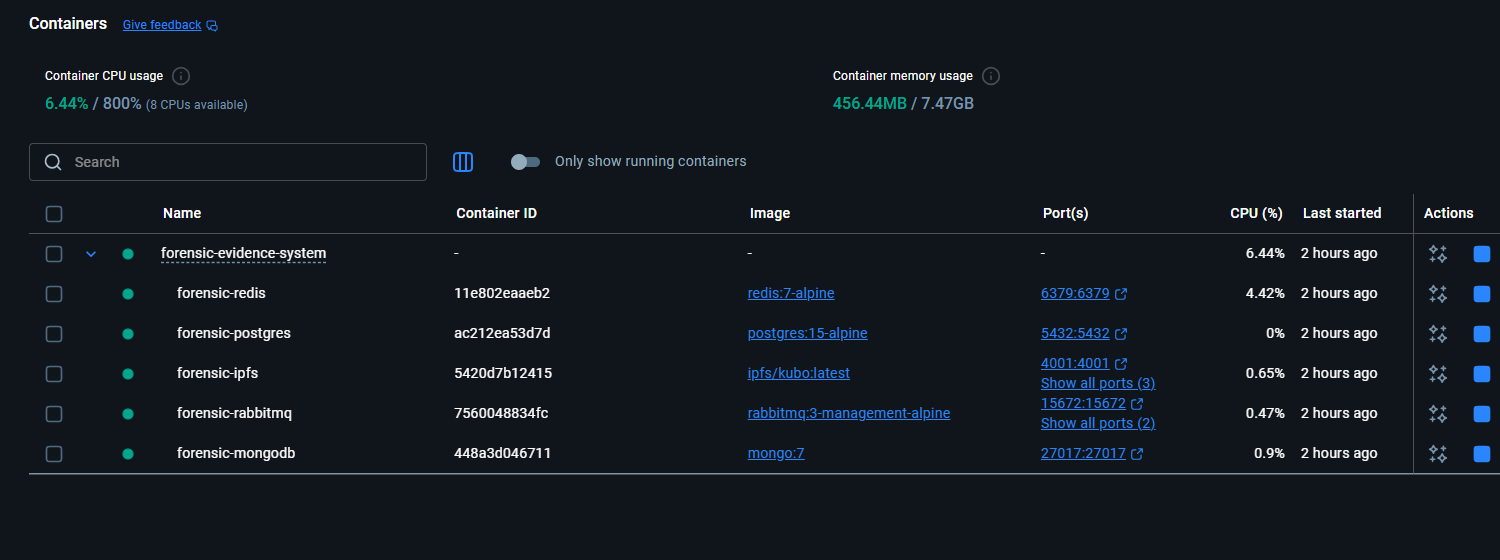 Containers Give feedback
Container CPU usage
6.44% / 800% (8 CPUs available)
Container memory usage
456.44MB / 7.47GB
Search
Only show running containers
Name Container ID Image Port(s) CPU (%) Last started Actions
forensic-evidence-system - - - 6.44% 2 hours ago
forensic-redis 11e802eaaeb2 redis:7-alpine 6379:6379 4.42% 2 hours ago
forensic-postgres ac212ea53d7d postgres:15-alpine 5432:5432 0% 2 hours ago
forensic-ipfs 5420d7b12415 ipfs/kubo:latest 4001:4001 Show all ports (3) 0.65% 2 hours ago
forensic-rabbitmq 7560048834fc rabbitmq:3-management-alpine 15672:15672 Show all ports (2) 0.47% 2 hours ago
forensic-mongodb 448a3d046711 mongo:7 27017:27017 0.9% 2 hours ago